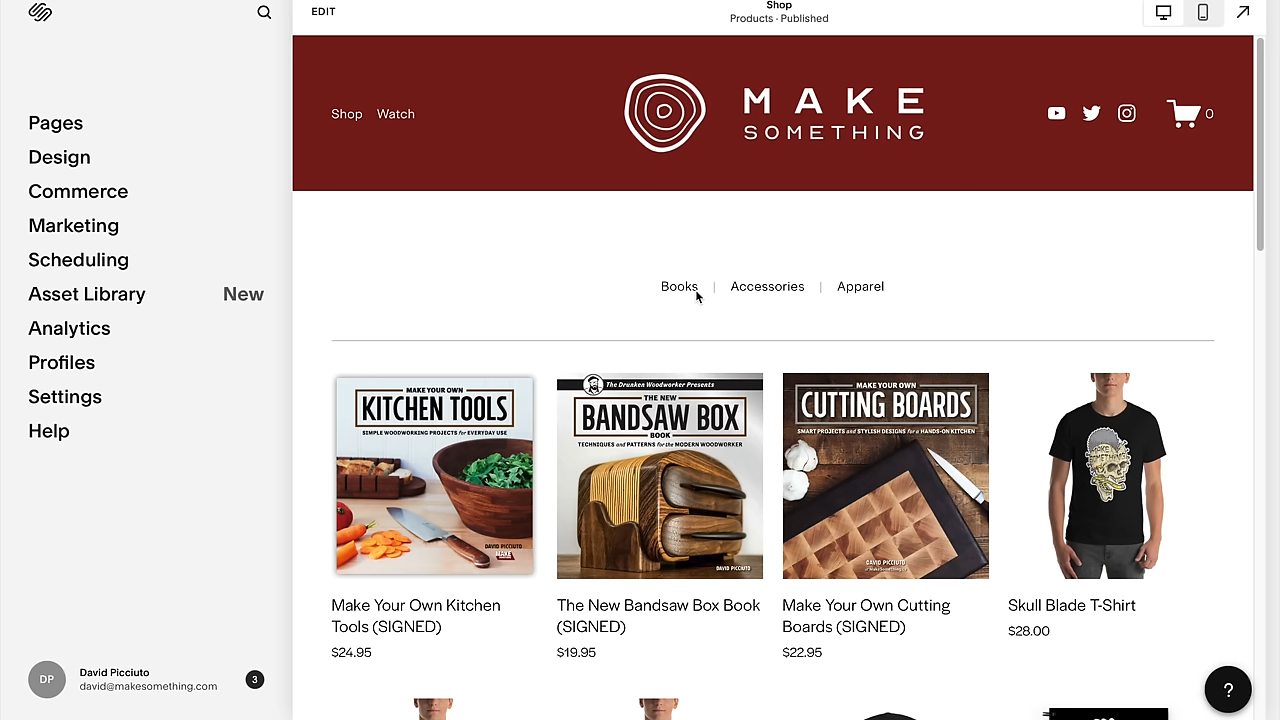 EDIT
Shop
Products · Published
Pages
Design
Commerce
Marketing
Scheduling
Asset Library New
Analytics
Profiles
Settings
Help
DP
David Picciuto
david@makesomething.com
3
Shop Watch
MAKE
SOMETHING
0
Books | Accessories | Apparel
MAKE YOUR OWN
KITCHEN TOOLS
SIMPLE WOODWORKING PROJECTS for EVERYDAY USE
DAVID PICCIUTO
MAKE
The Drunken Woodworker Presents
THE NEW
BANDSAW BOX
BOOK
TECHNIQUES and PATTERNS for the MODERN WOODWORKER
DAVID PICCIUTO
MAKE YOUR OWN
CUTTING BOARDS
SMART PROJECTS and STYLISH DESIGNS for a HANDS-ON KITCHEN
DAVID PICCIUTO
Make Your Own Kitchen
Tools (SIGNED)
$24.95
The New Bandsaw Box Book
(SIGNED)
$19.95
Make Your Own Cutting
Boards (SIGNED)
$22.95
Skull Blade T-Shirt
$28.00
?